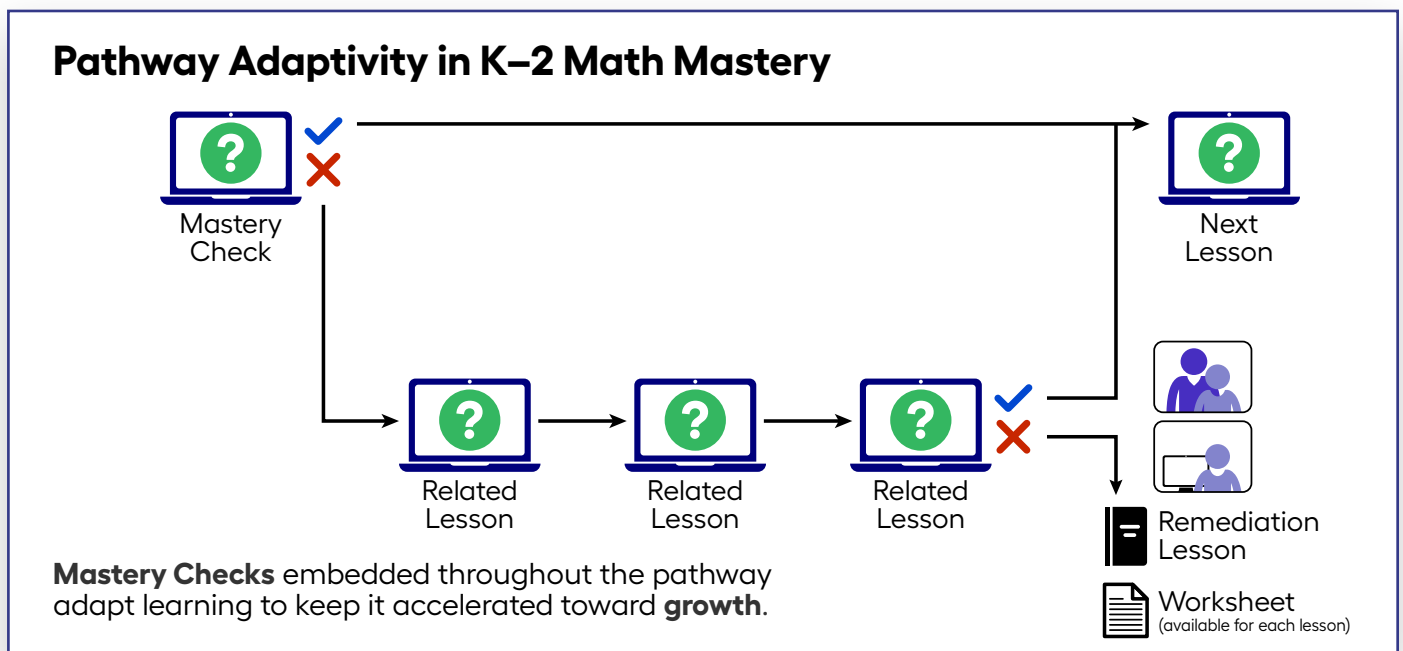 Pathway Adaptivity in K–2 Math Mastery
?
?
Mastery
Check
Next
Lesson
?
?
?
Related
Lesson
Related
Lesson
Related
Lesson
Remediation
Lesson
Mastery Checks embedded throughout the pathway
adapt learning to keep it accelerated toward growth.
Worksheet
(available for each lesson)